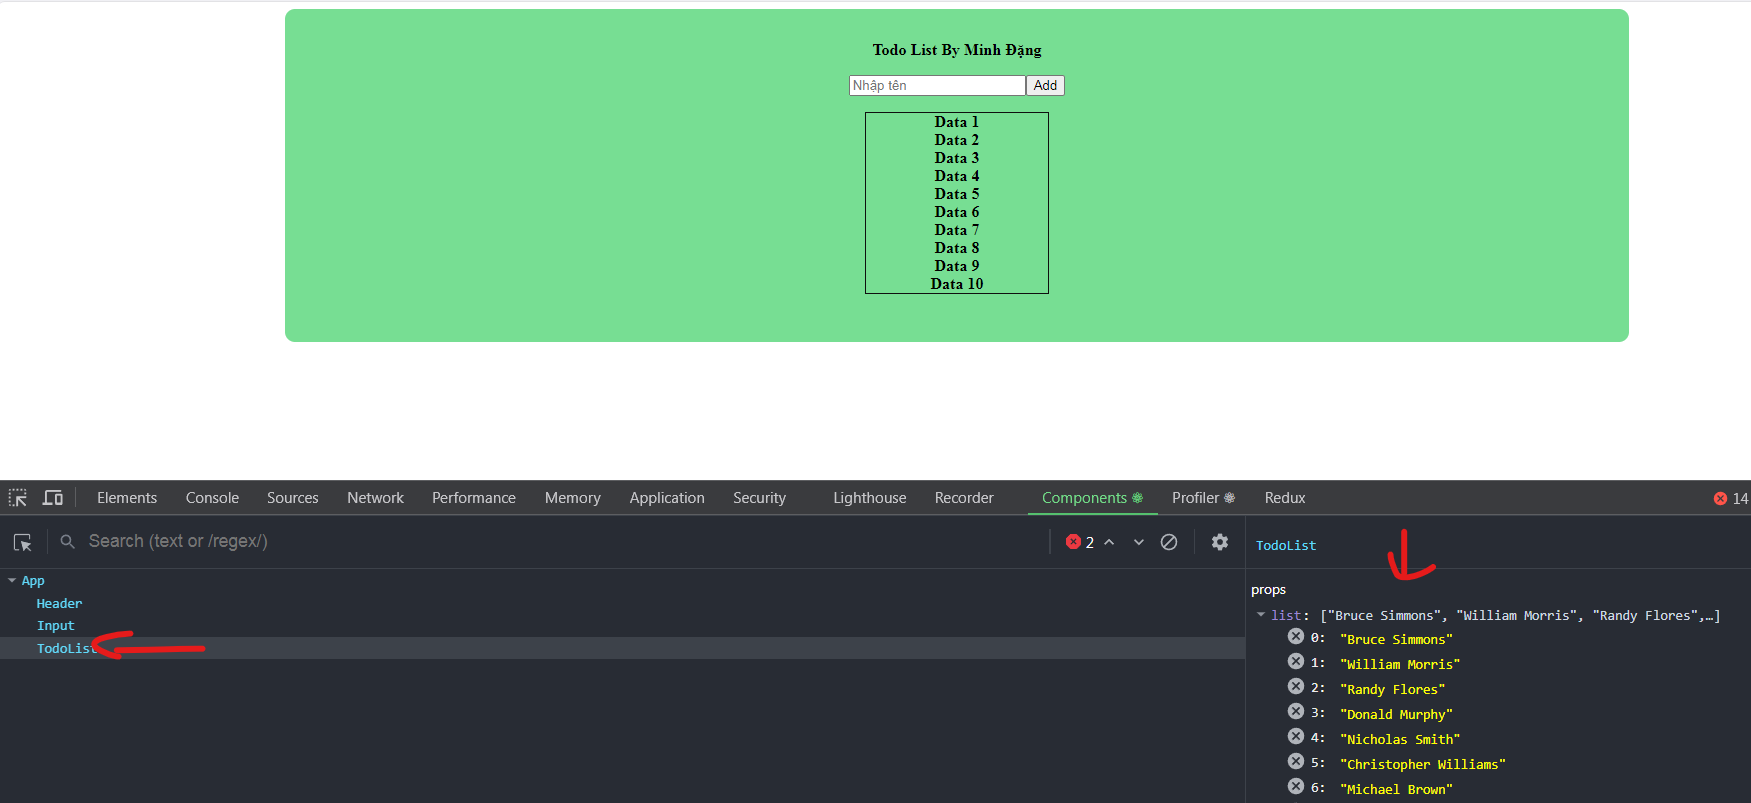 Todo List By Minh Đặng
Nhập tên Add
Data 1
Data 2
Data 3
Data 4
Data 5
Data 6
Data 7
Data 8
Data 9
Data 10
Elements Console Sources Network Performance Memory Application Security Lighthouse Recorder Components Profiler Redux 14
Search (text or /regex/) 2
App
Header
Input
TodoList
TodoList
props
list: ["Bruce Simmons", "William Morris", "Randy Flores",…]
0: "Bruce Simmons"
1: "William Morris"
2: "Randy Flores"
3: "Donald Murphy"
4: "Nicholas Smith"
5: "Christopher Williams"
6: "Michael Brown"